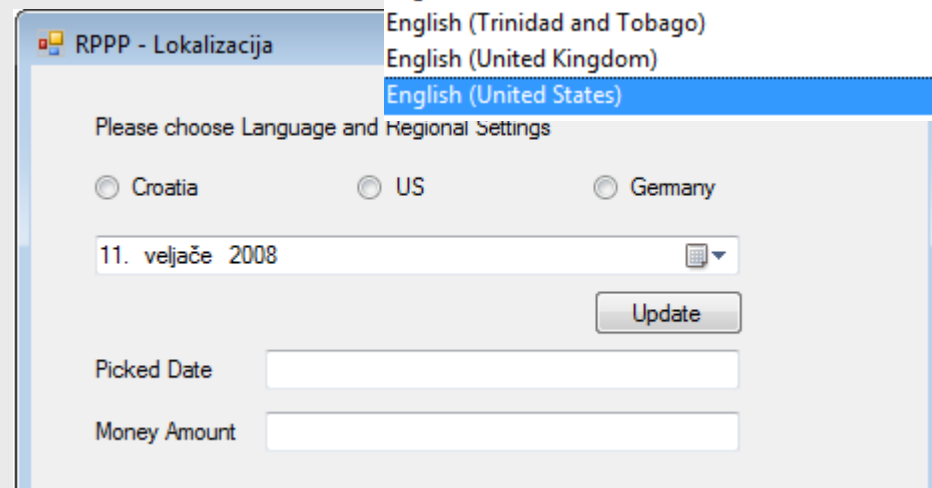 English (Trinidad and Tobago)
RPPP - Lokalizacija
English (United Kingdom)
English (United States)
Please choose Language and Regional Settings
Croatia US Germany
11. veljače 2008
Update
Picked Date
Money Amount